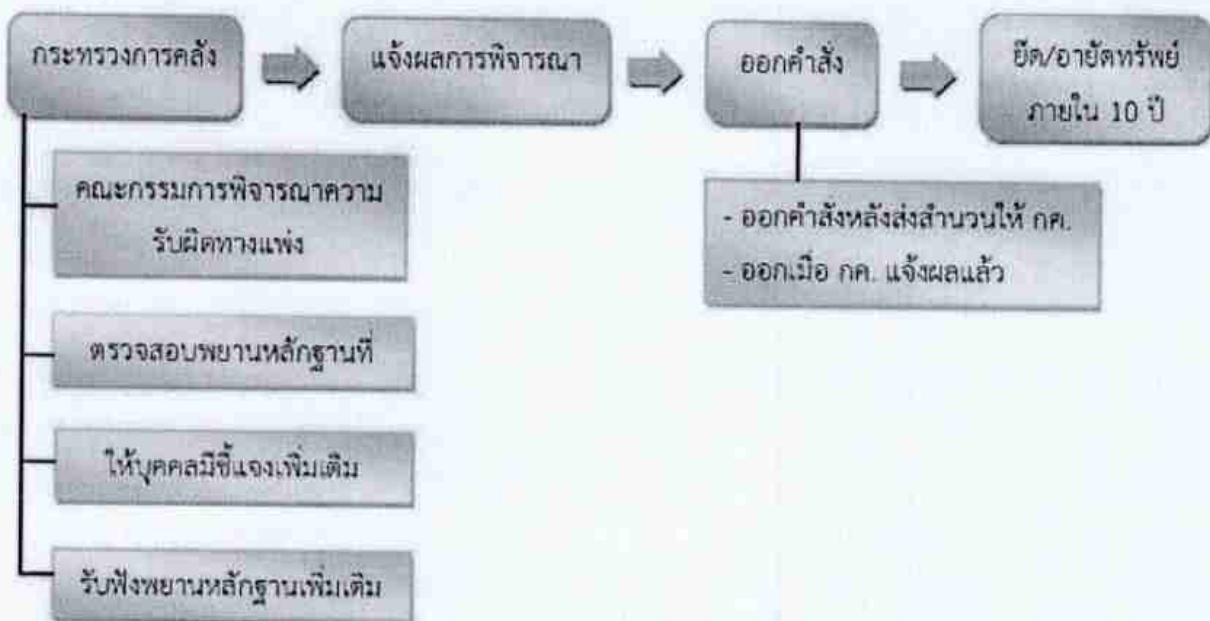 กระทรวงการคลัง
แจ้งผลการพิจารณา
ออกคำสั่ง
ยึด/อายัดทรัพย์
ภายใน 10 ปี
คณะกรรมการพิจารณาความ
รับผิดทางแพ่ง
ตรวจสอบพยานหลักฐานที่
ให้บุคคลมีชี้แจงเพิ่มเติม
รับฟังพยานหลักฐานเพิ่มเติม
- ออกคำสั่งหลังส่งสำนวนให้ กค.
- ออกเมื่อ กค. แจ้งผลแล้ว